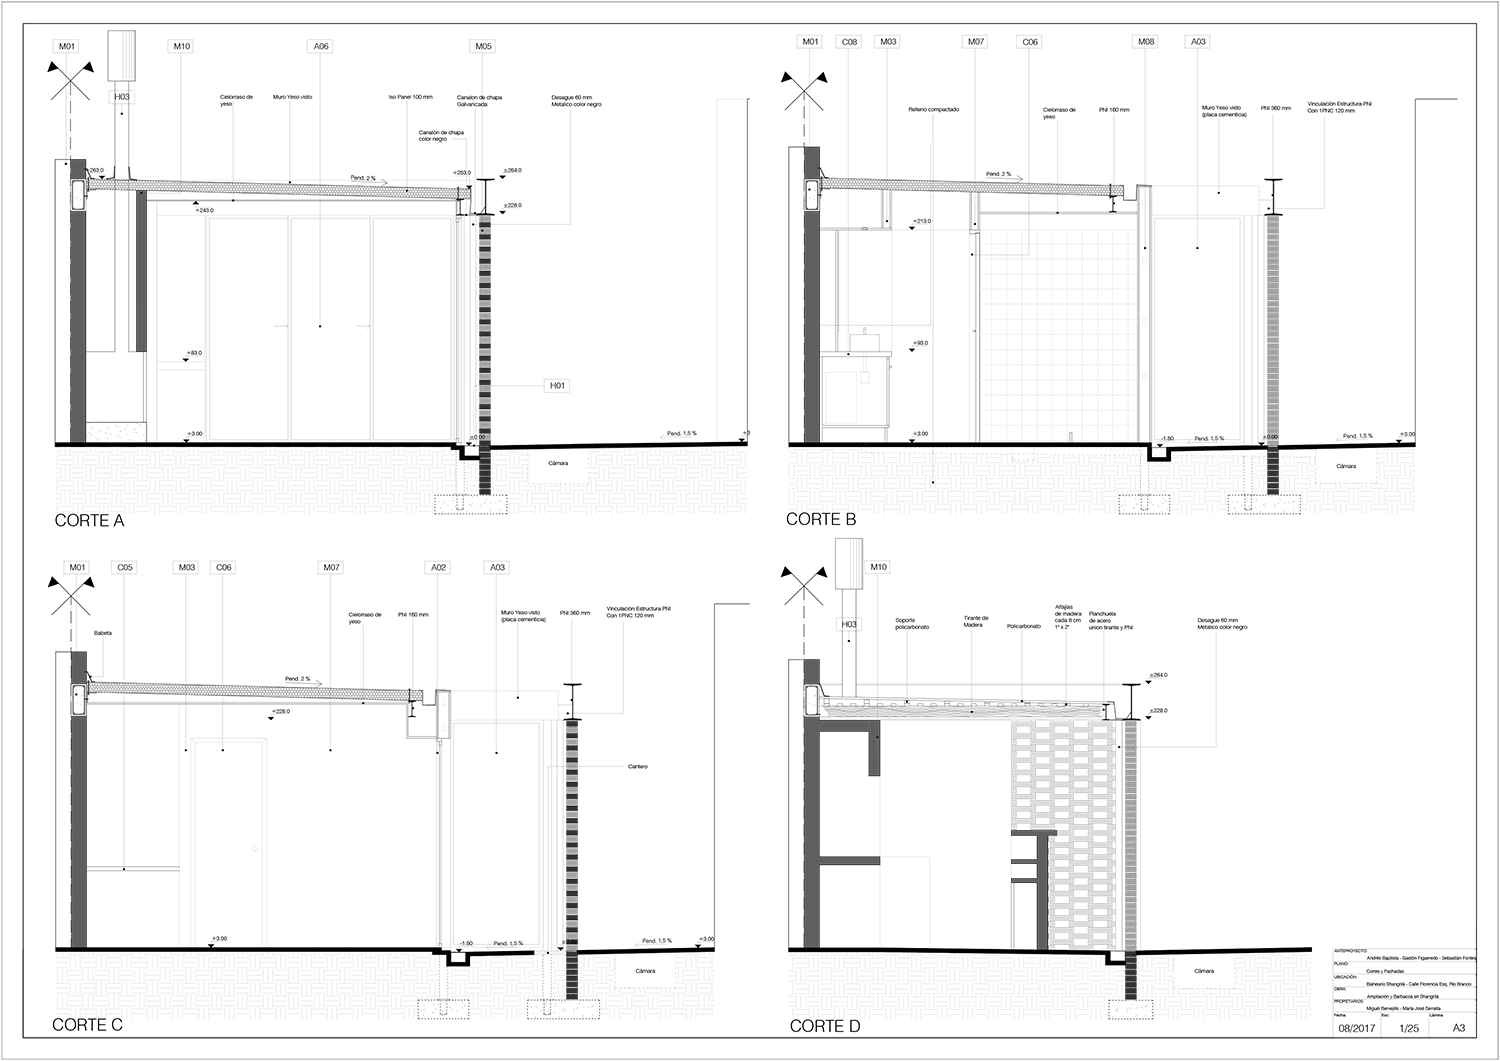 M01
M10
A06
M05
H03
Cielorraso de
yeso
Muro Yeso visto
Iso Panel 100 mm
Canalon de chapa
Galvanizada
Desague 60 mm
Metalico color negro
Canalón de chapa
color negro
+263.0
Pend. 2 %
+253.0
±264.0
±228.0
+243.0
+83.0
H01
+3.00
±0.00
Pend. 1,5 %
Cámara
CORTE A
M01
C08
M03
M07
C06
M08
A03
Relleno compactado
Cielorraso de
yeso
PNI 160 mm
Muro Yeso visto
(placa cementicia)
PNI 360 mm
Vinculación Estructura PNI
Con 1PNC 120 mm
Pend. 2 %
+213.0
+90.0
+3.00
-1.50
Pend. 1,5 %
±0.00
Pend. 1,5 %
+3.00
Cámara
CORTE B
M01
C05
M03
C06
M07
A02
A03
Babeta
Cielorraso de
yeso
PNI 160 mm
Muro Yeso visto
(placa cementicia)
PNI 360 mm
Vinculación Estructura PNI
Con 1PNC 120 mm
Pend. 2 %
+228.0
Cantero
+3.00
-1.50
Pend. 1,5 %
Pend. 1,5 %
+3.00
Cámara
CORTE C
M10
H03
Soporte
policarbonato
Tirante de
Madera
Policarbonato
Alfajías
de madera
cada 8 cm
1" x 2"
Planchuela
de acero
union tirante y PNI
Desague 60 mm
Metalico color negro
±264.0
±228.0
Cámara
CORTE D
ANTEPROYECTO:
Andrés Baptista - Gastón Figueredo - Sebastián Fontes
PLANO:
Cortes y Fachadas
UBICACIÓN:
Balneario Shangrilá - Calle Florencia Esq. Río Branco
OBRA:
Ampliación y Barbacoa en Shangrilá
PROPIETARIOS:
Miguel Bervejillo - María José Serralta
Fecha:
Esc:
Lámina:
08/2017
1/25
A3